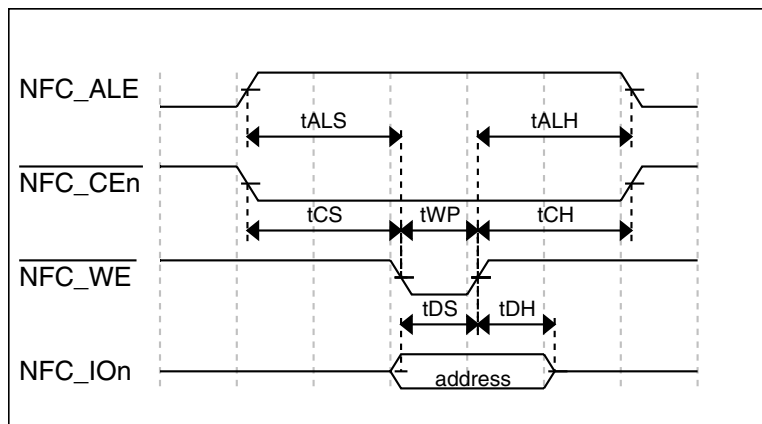 NFC_ALE
tALS tALH
NFC_CEn
tCS tWP tCH
NFC_WE
tDS tDH
NFC_IOn address